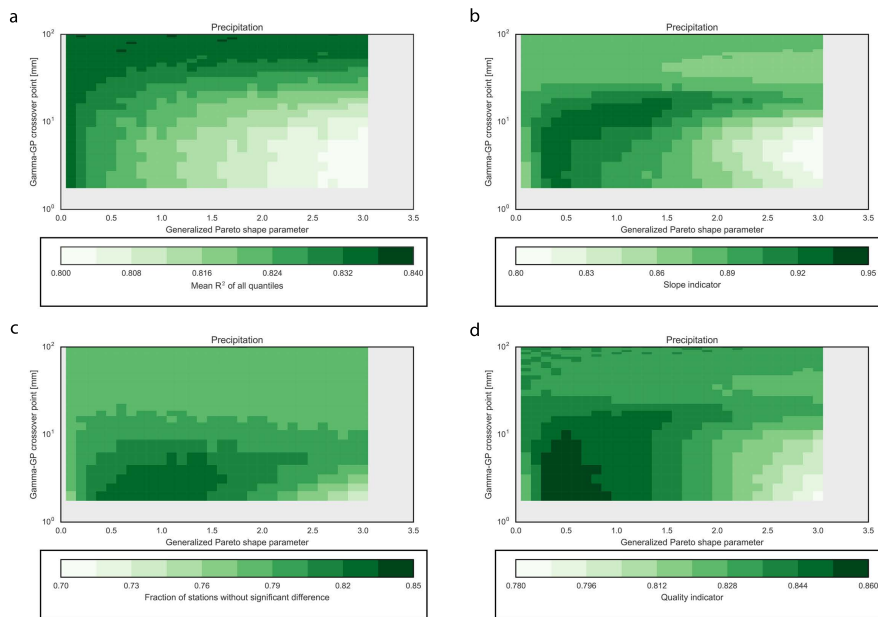 a
Precipitation
Gamma-GP crossover point [mm]
10²
10¹
10⁰
0.0 0.5 1.0 1.5 2.0 2.5 3.0 3.5
Generalized Pareto shape parameter
0.800 0.808 0.816 0.824 0.832 0.840
Mean R² of all quantiles
b
Precipitation
Gamma-GP crossover point [mm]
10²
10¹
10⁰
0.0 0.5 1.0 1.5 2.0 2.5 3.0 3.5
Generalized Pareto shape parameter
0.80 0.83 0.86 0.89 0.92 0.95
Slope indicator
c
Precipitation
Gamma-GP crossover point [mm]
10²
10¹
10⁰
0.0 0.5 1.0 1.5 2.0 2.5 3.0 3.5
Generalized Pareto shape parameter
0.70 0.73 0.76 0.79 0.82 0.85
Fraction of stations without significant difference
d
Precipitation
Gamma-GP crossover point [mm]
10²
10¹
10⁰
0.0 0.5 1.0 1.5 2.0 2.5 3.0 3.5
Generalized Pareto shape parameter
0.780 0.796 0.812 0.828 0.844 0.860
Quality indicator